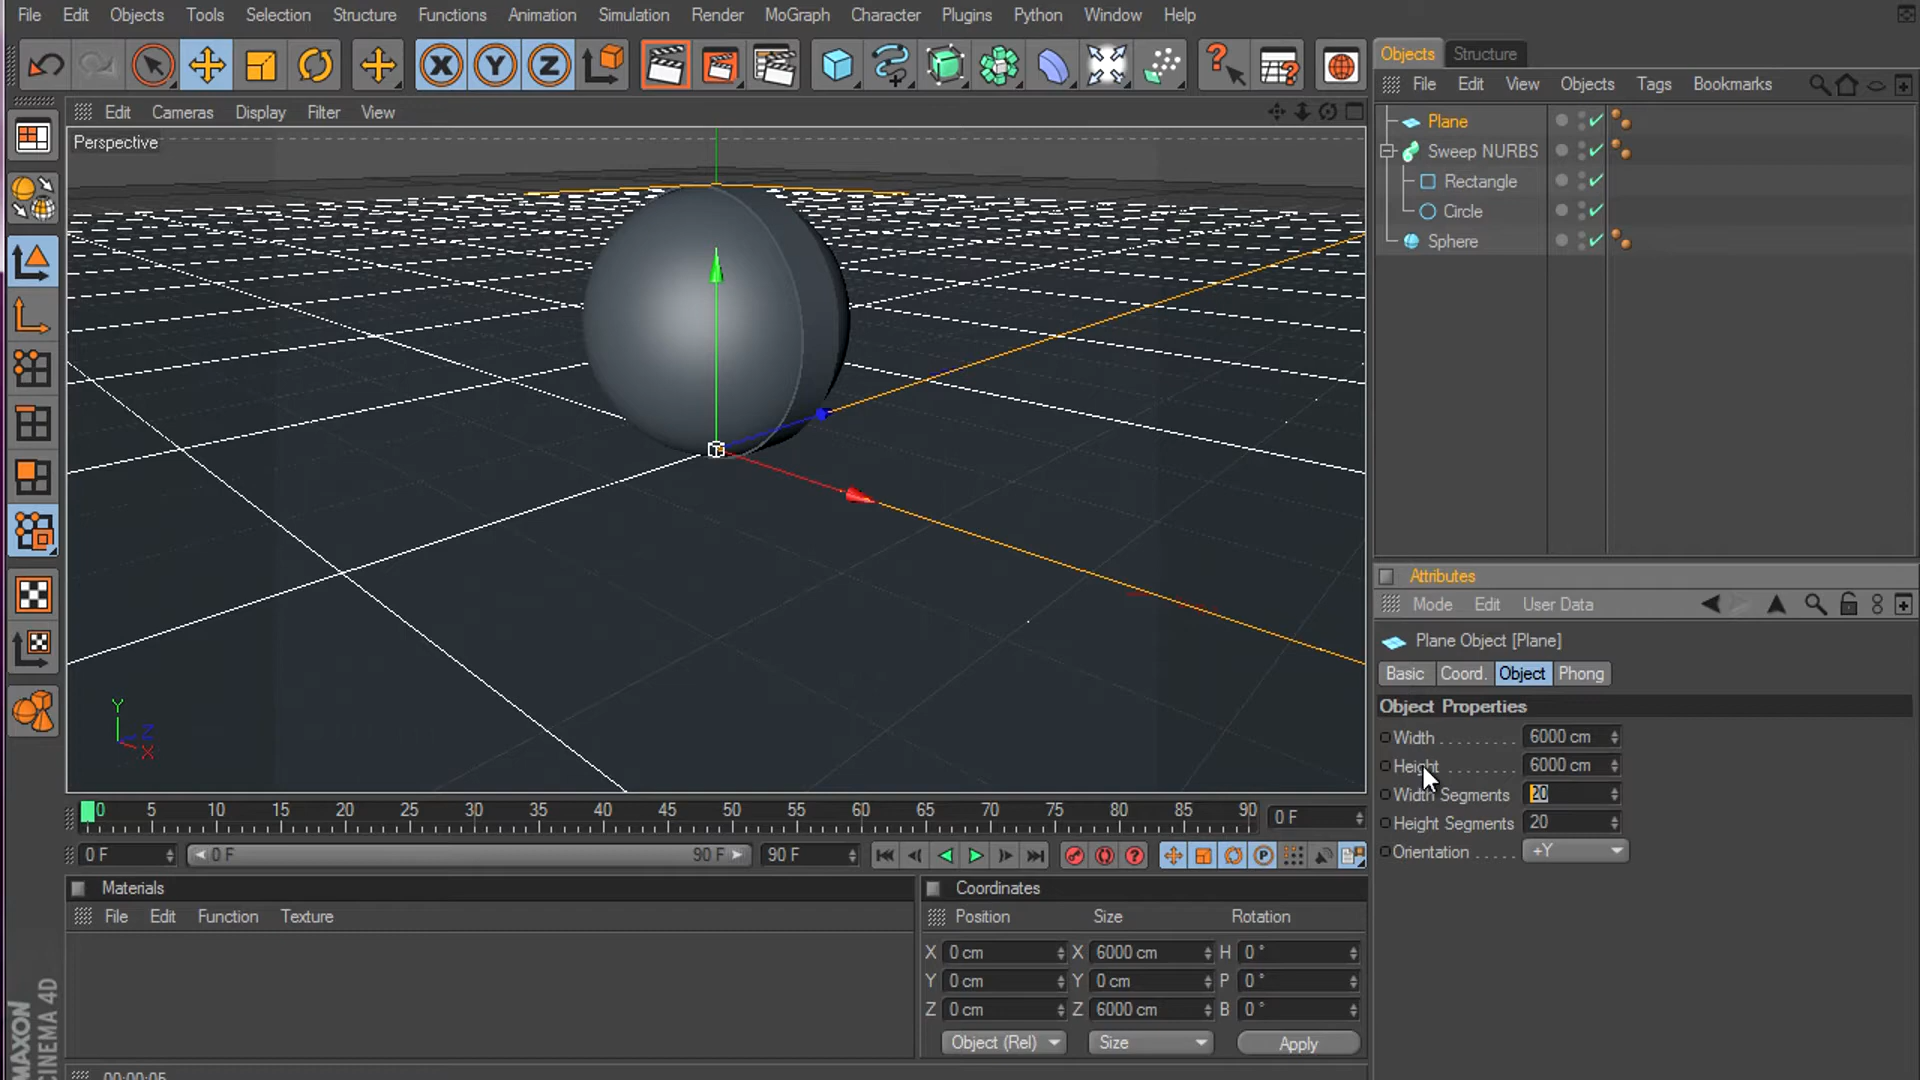 File Edit Objects Tools Selection Structure Functions Animation Simulation Render MoGraph Character Plugins Python Window Help
Objects Structure
File Edit View Objects Tags Bookmarks
Edit Cameras Display Filter View
Perspective
Plane
Sweep NURBS
Rectangle
Circle
Sphere
Attributes
Mode Edit User Data
Plane Object [Plane]
Basic Coord. Object Phong
Object Properties
Width . . . . . . . . . 6000 cm
Height . . . . . . . . 6000 cm
Width Segments 20
Height Segments 20
Orientation . . . . . +Y
X Y Z
Y
Z
X
0 5 10 15 20 25 30 35 40 45 50 55 60 65 70 75 80 85 90 0 F
0 F 0 F 90 F 90 F
Materials
File Edit Function Texture
Coordinates
Position Size Rotation
X 0 cm X 6000 cm H 0 °
Y 0 cm Y 0 cm P 0 °
Z 0 cm Z 6000 cm B 0 °
Object (Rel) Size Apply
MAXON
CINEMA 4D
00:00:05